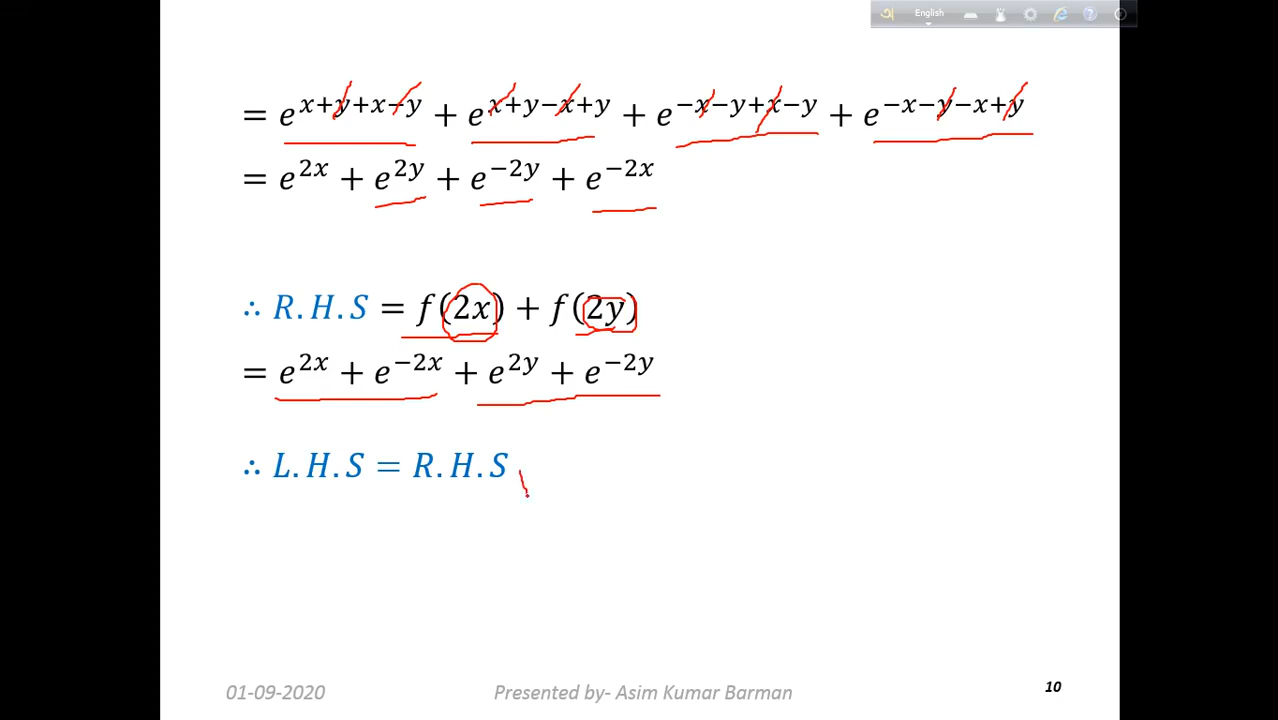 English
= e^{x+y+x−y} + e^{x+y−x+y} + e^{−x−y+x−y} + e^{−x−y−x+y}
= e^{2x} + e^{2y} + e^{−2y} + e^{−2x}
∴ R.H.S = f(2x) + f(2y)
= e^{2x} + e^{−2x} + e^{2y} + e^{−2y}
∴ L.H.S = R.H.S
01-09-2020 Presented by- Asim Kumar Barman 10